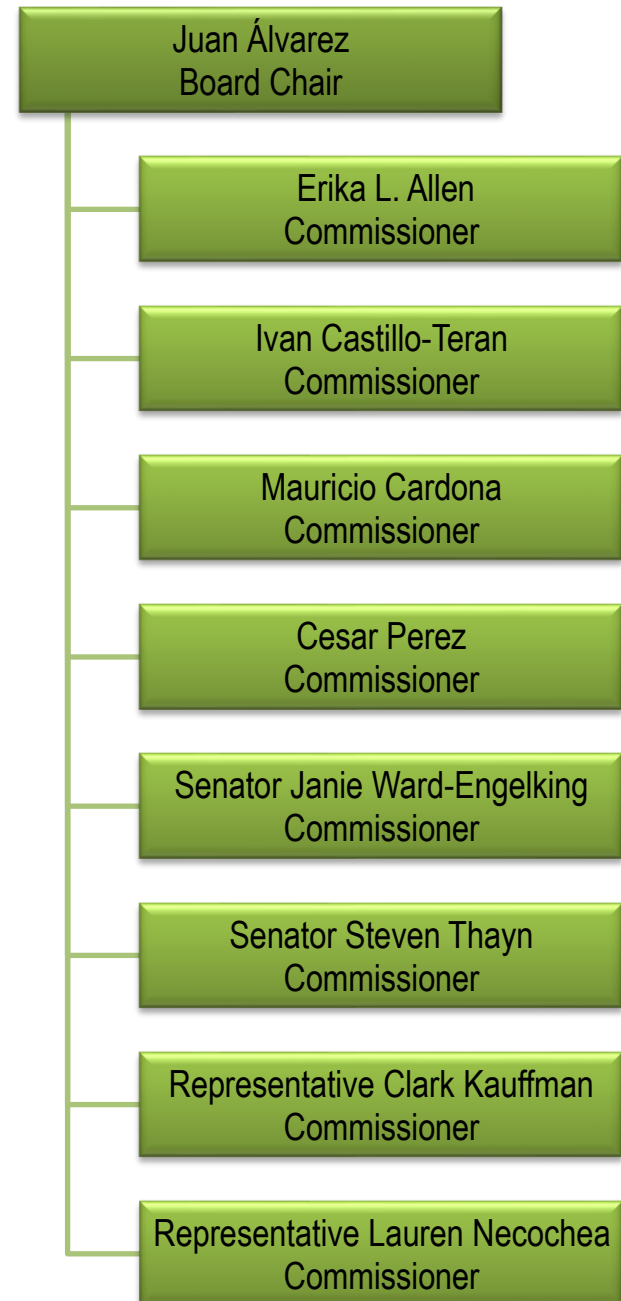 Juan Álvarez
Board Chair
Erika L. Allen
Commissioner
Ivan Castillo-Teran
Commissioner
Mauricio Cardona
Commissioner
Cesar Perez
Commissioner
Senator Janie Ward-Engelking
Commissioner
Senator Steven Thayn
Commissioner
Representative Clark Kauffman
Commissioner
Representative Lauren Necochea
Commissioner